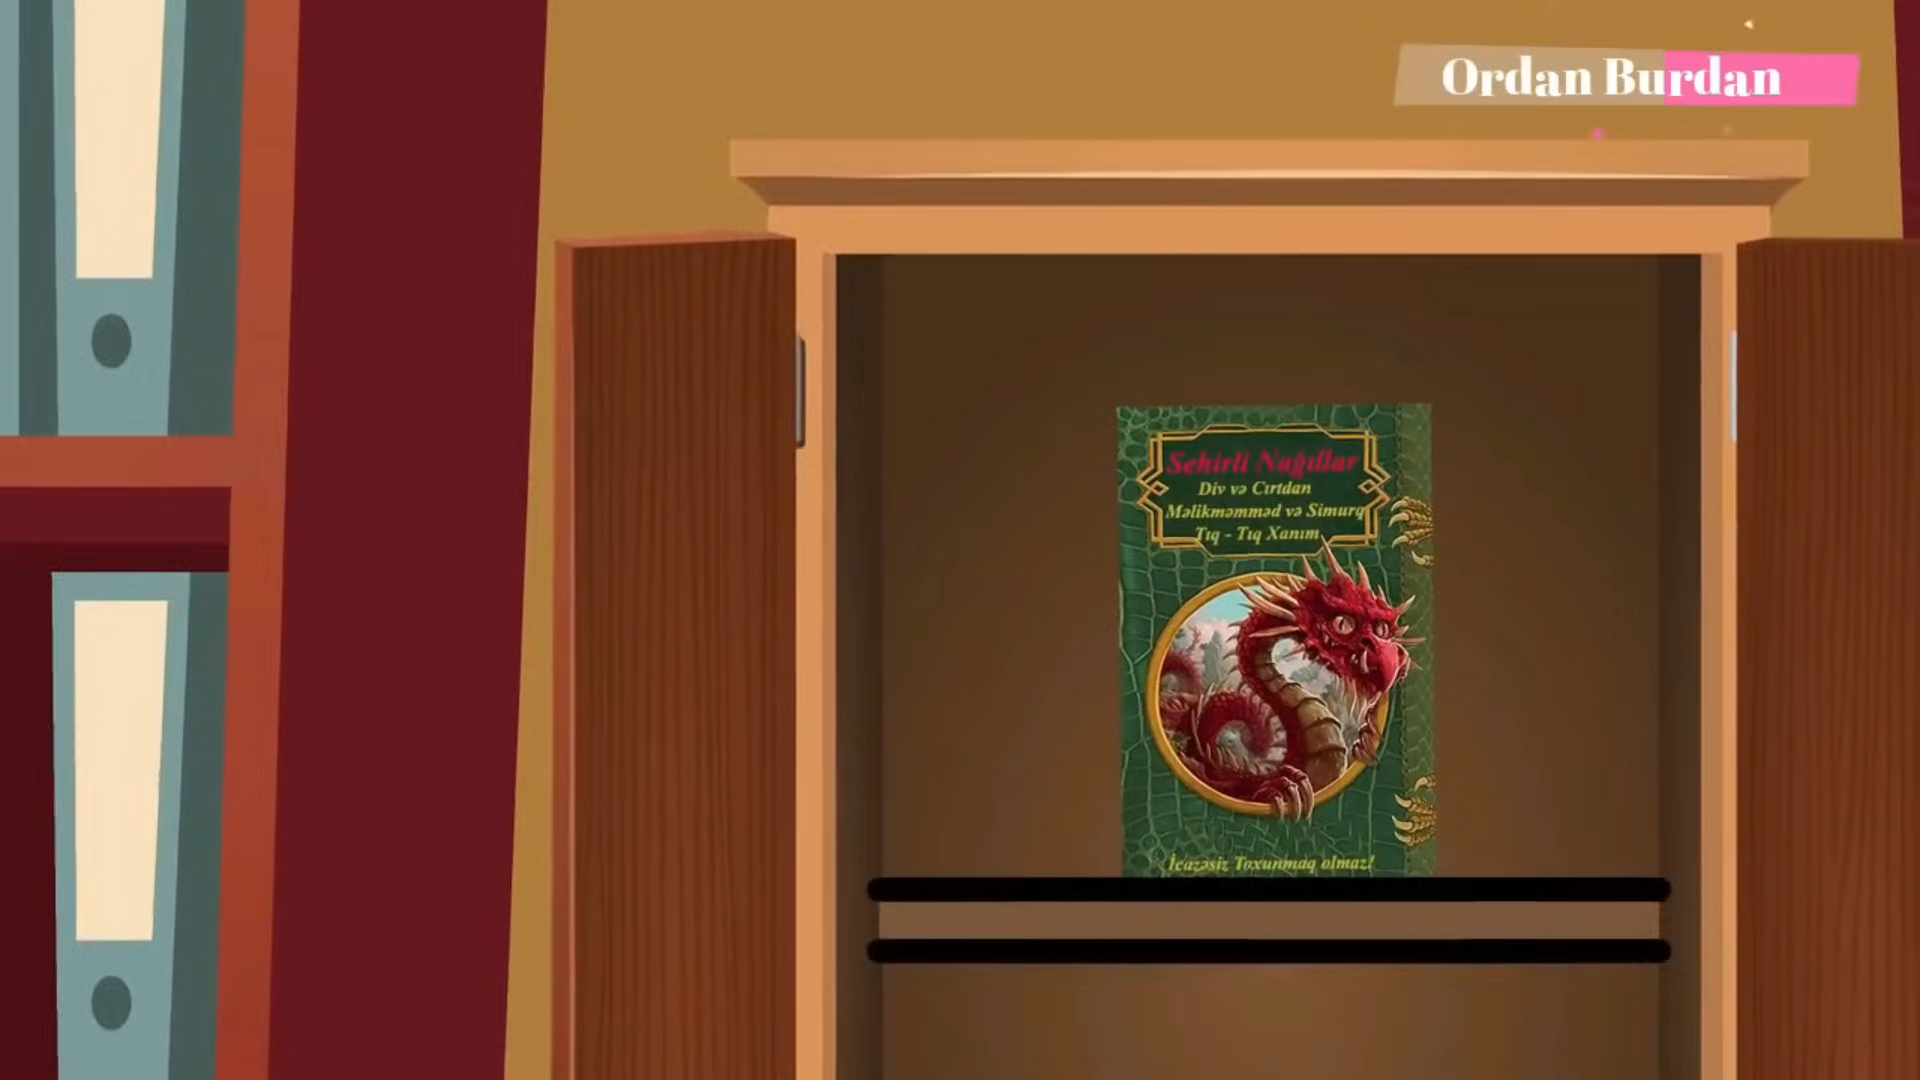 Ordan Burdan
Sehirli Nağıllar
Div və Cırtdan
Məlikməmməd və Simurq
Tıq - Tıq Xanım
İcazəsiz Toxunmaq olmaz!